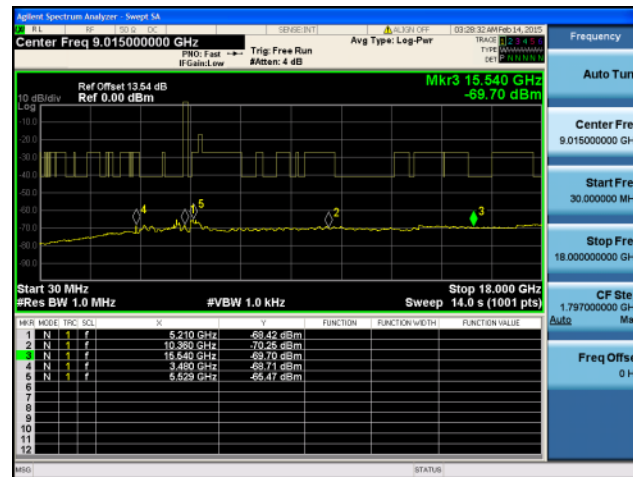 Agilent Spectrum Analyzer - Swept SA
RL RF 50 Ω DC SENSE:INT ALIGN OFF 03:28:32 AM Feb 14, 2015
Center Freq 9.015000000 GHz
PNO: Fast
IFGain:Low
Trig: Free Run
#Atten: 4 dB
Avg Type: Log-Pwr
TRACE 1 2 3 4 5 6
TYPE
DET P N N N N N
Ref Offset 13.54 dB
Ref 0.00 dBm
Mkr3 15.540 GHz
-69.70 dBm
10 dB/div
Log
-10.0
-20.0
-30.0
-40.0
-50.0
-60.0
-70.0
-80.0
-90.0
4
1
5
2
3
Start 30 MHz
Stop 18.000 GHz
#Res BW 1.0 MHz
#VBW 1.0 kHz
Sweep 14.0 s (1001 pts)
MKR MODE TRC SCL X Y FUNCTION FUNCTION WIDTH FUNCTION VALUE
1 N 1 f 5.210 GHz -68.42 dBm
2 N 1 f 10.360 GHz -70.25 dBm
3 N 1 f 15.540 GHz -69.70 dBm
4 N 1 f 3.480 GHz -68.71 dBm
5 N 1 f 5.529 GHz -65.47 dBm
6
7
8
9
10
11
12
MSG
STATUS
Frequency
Auto Tun
Center Fre
9.015000000 GH
Start Fre
30.000000 MH
Stop Fre
18.000000000 GH
CF Ste
1.797000000 GH
Auto Ma
Freq Offse
0 H